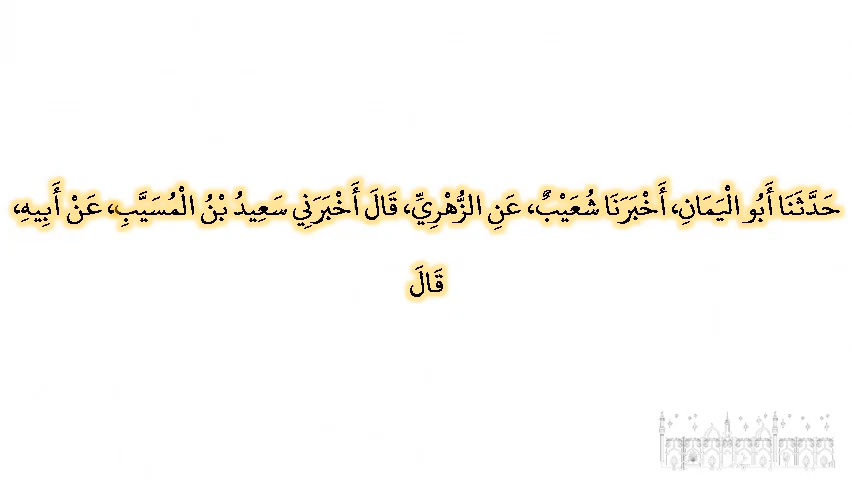 حَدَّثَنَا أَبُو الْيَمَانِ، أَخْبَرَنَا شُعَيْبٌ، عَنِ الزُّهْرِيِّ، قَالَ أَخْبَرَنِي سَعِيدُ بْنُ الْمُسَيَّبِ، عَنْ أَبِيهِ،
قَالَ